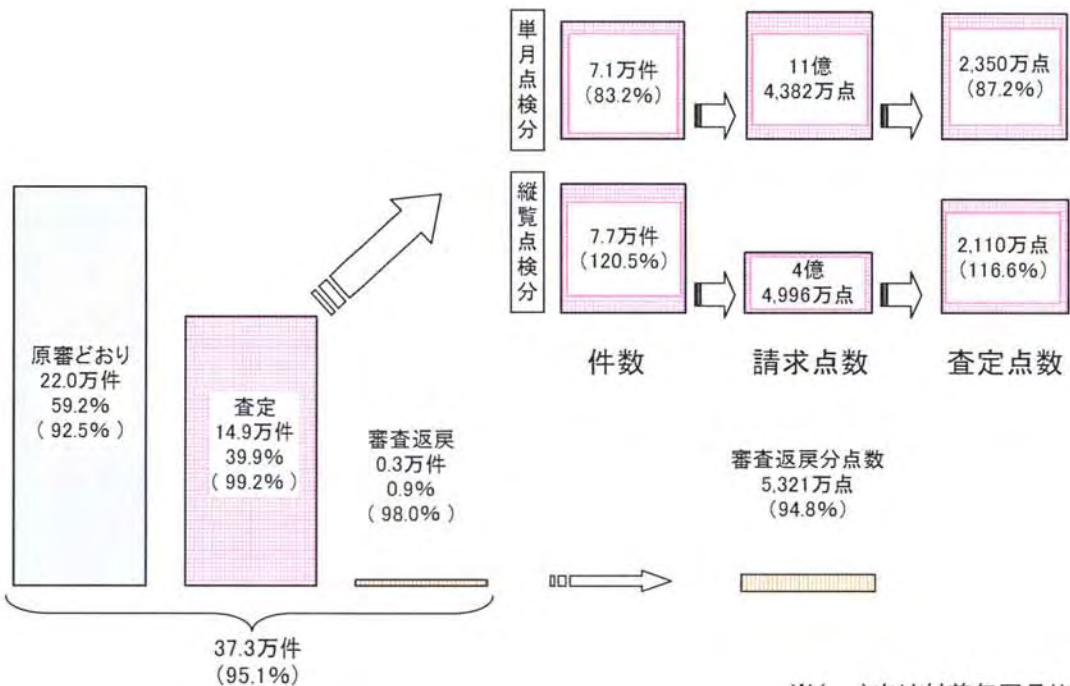 単月点検分
7.1万件
(83.2%)
11億
4,382万点
2,350万点
(87.2%)
縦覧点検分
7.7万件
(120.5%)
4億
4,996万点
2,110万点
(116.6%)
件数
請求点数
査定点数
原審どおり
22.0万件
59.2%
( 92.5% )
査定
14.9万件
39.9%
( 99.2% )
審査返戻
0.3万件
0.9%
( 98.0% )
審査返戻分点数
5,321万点
(94.8%)
37.3万件
(95.1%)